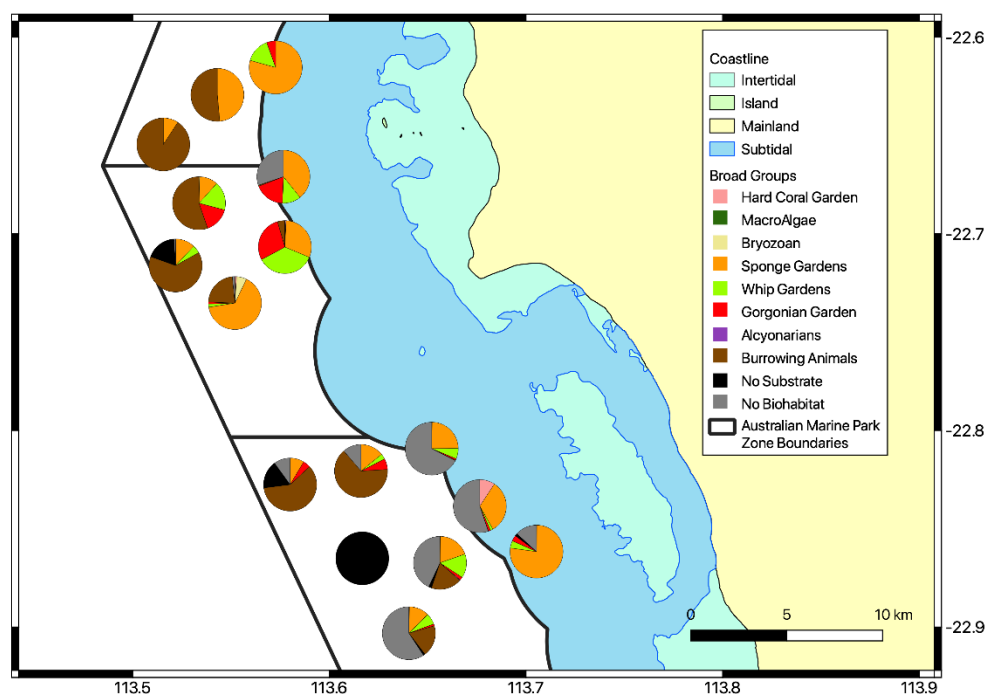 -22.6
Coastline
Intertidal
Island
Mainland
Subtidal
Broad Groups
Hard Coral Garden
MacroAlgae
Bryozoan
Sponge Gardens
Whip Gardens
Gorgonian Garden
Alcyonarians
Burrowing Animals
No Substrate
No Biohabitat
Australian Marine Park
Zone Boundaries
-22.7
-22.8
0 5 10 km
-22.9
113.5 113.6 113.7 113.8 113.9